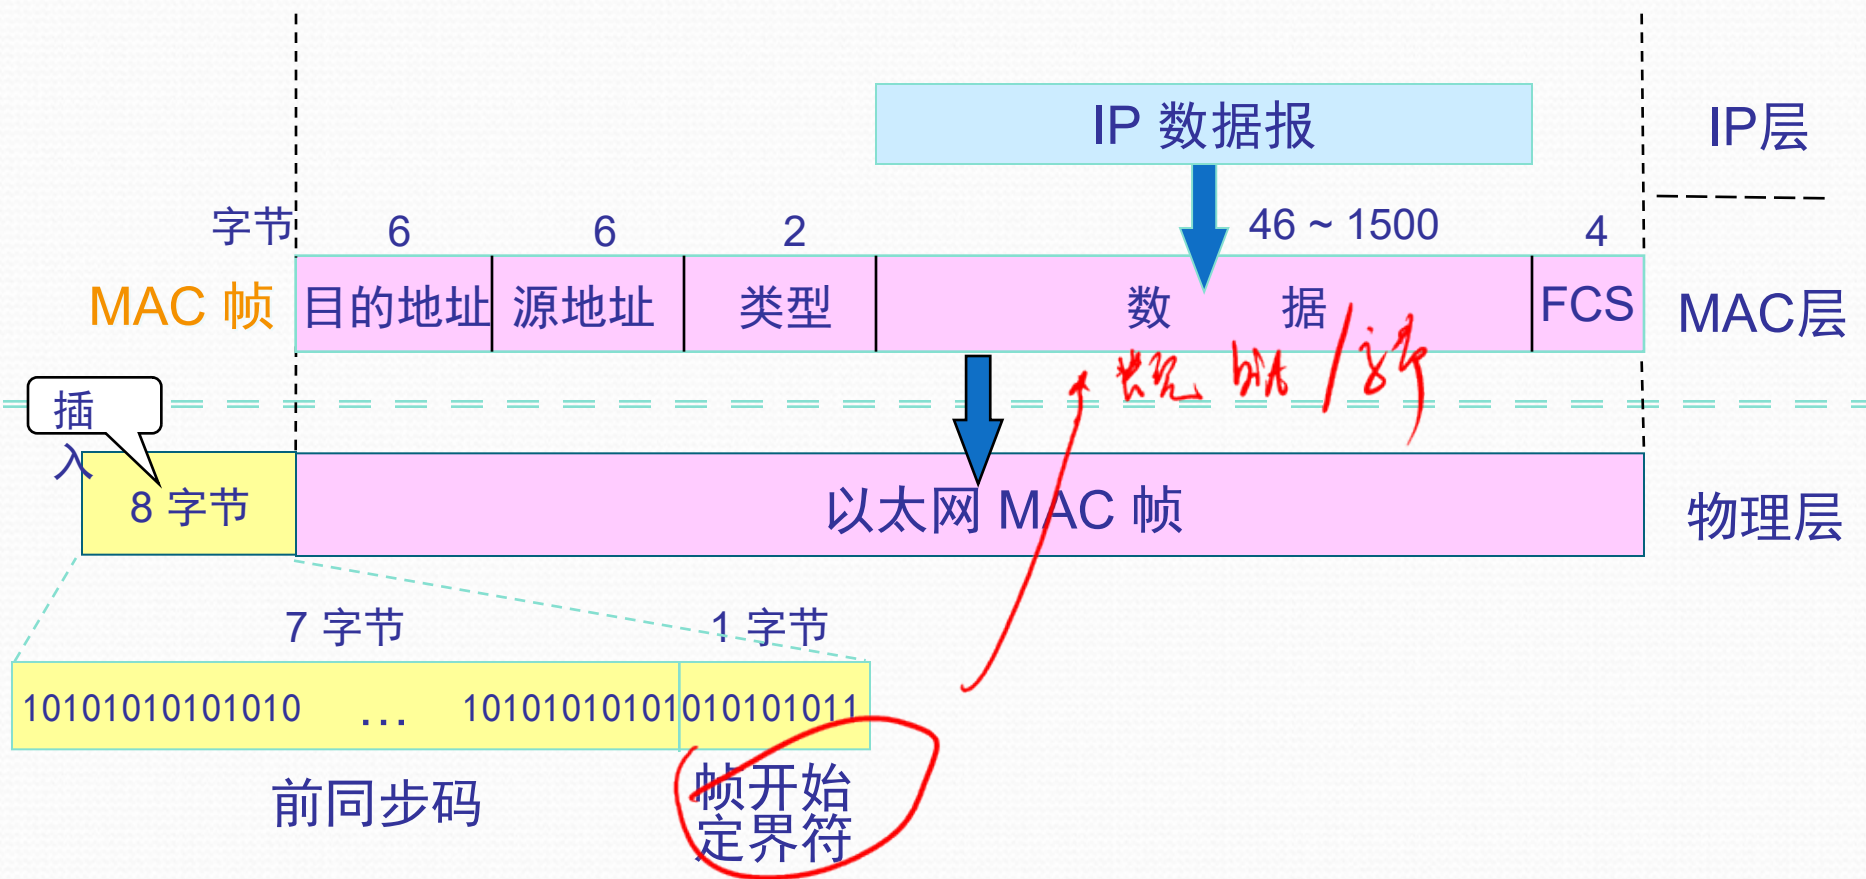 IP 数据报
IP层
字节 6 6 2 46 ~ 1500 4
MAC 帧 目的地址 源地址 类型 数 据 FCS MAC层
插
入
8 字节 以太网 MAC 帧 物理层
7 字节 1 字节
10101010101010 … 10101010101 010101011
前同步码
帧开始
定界符